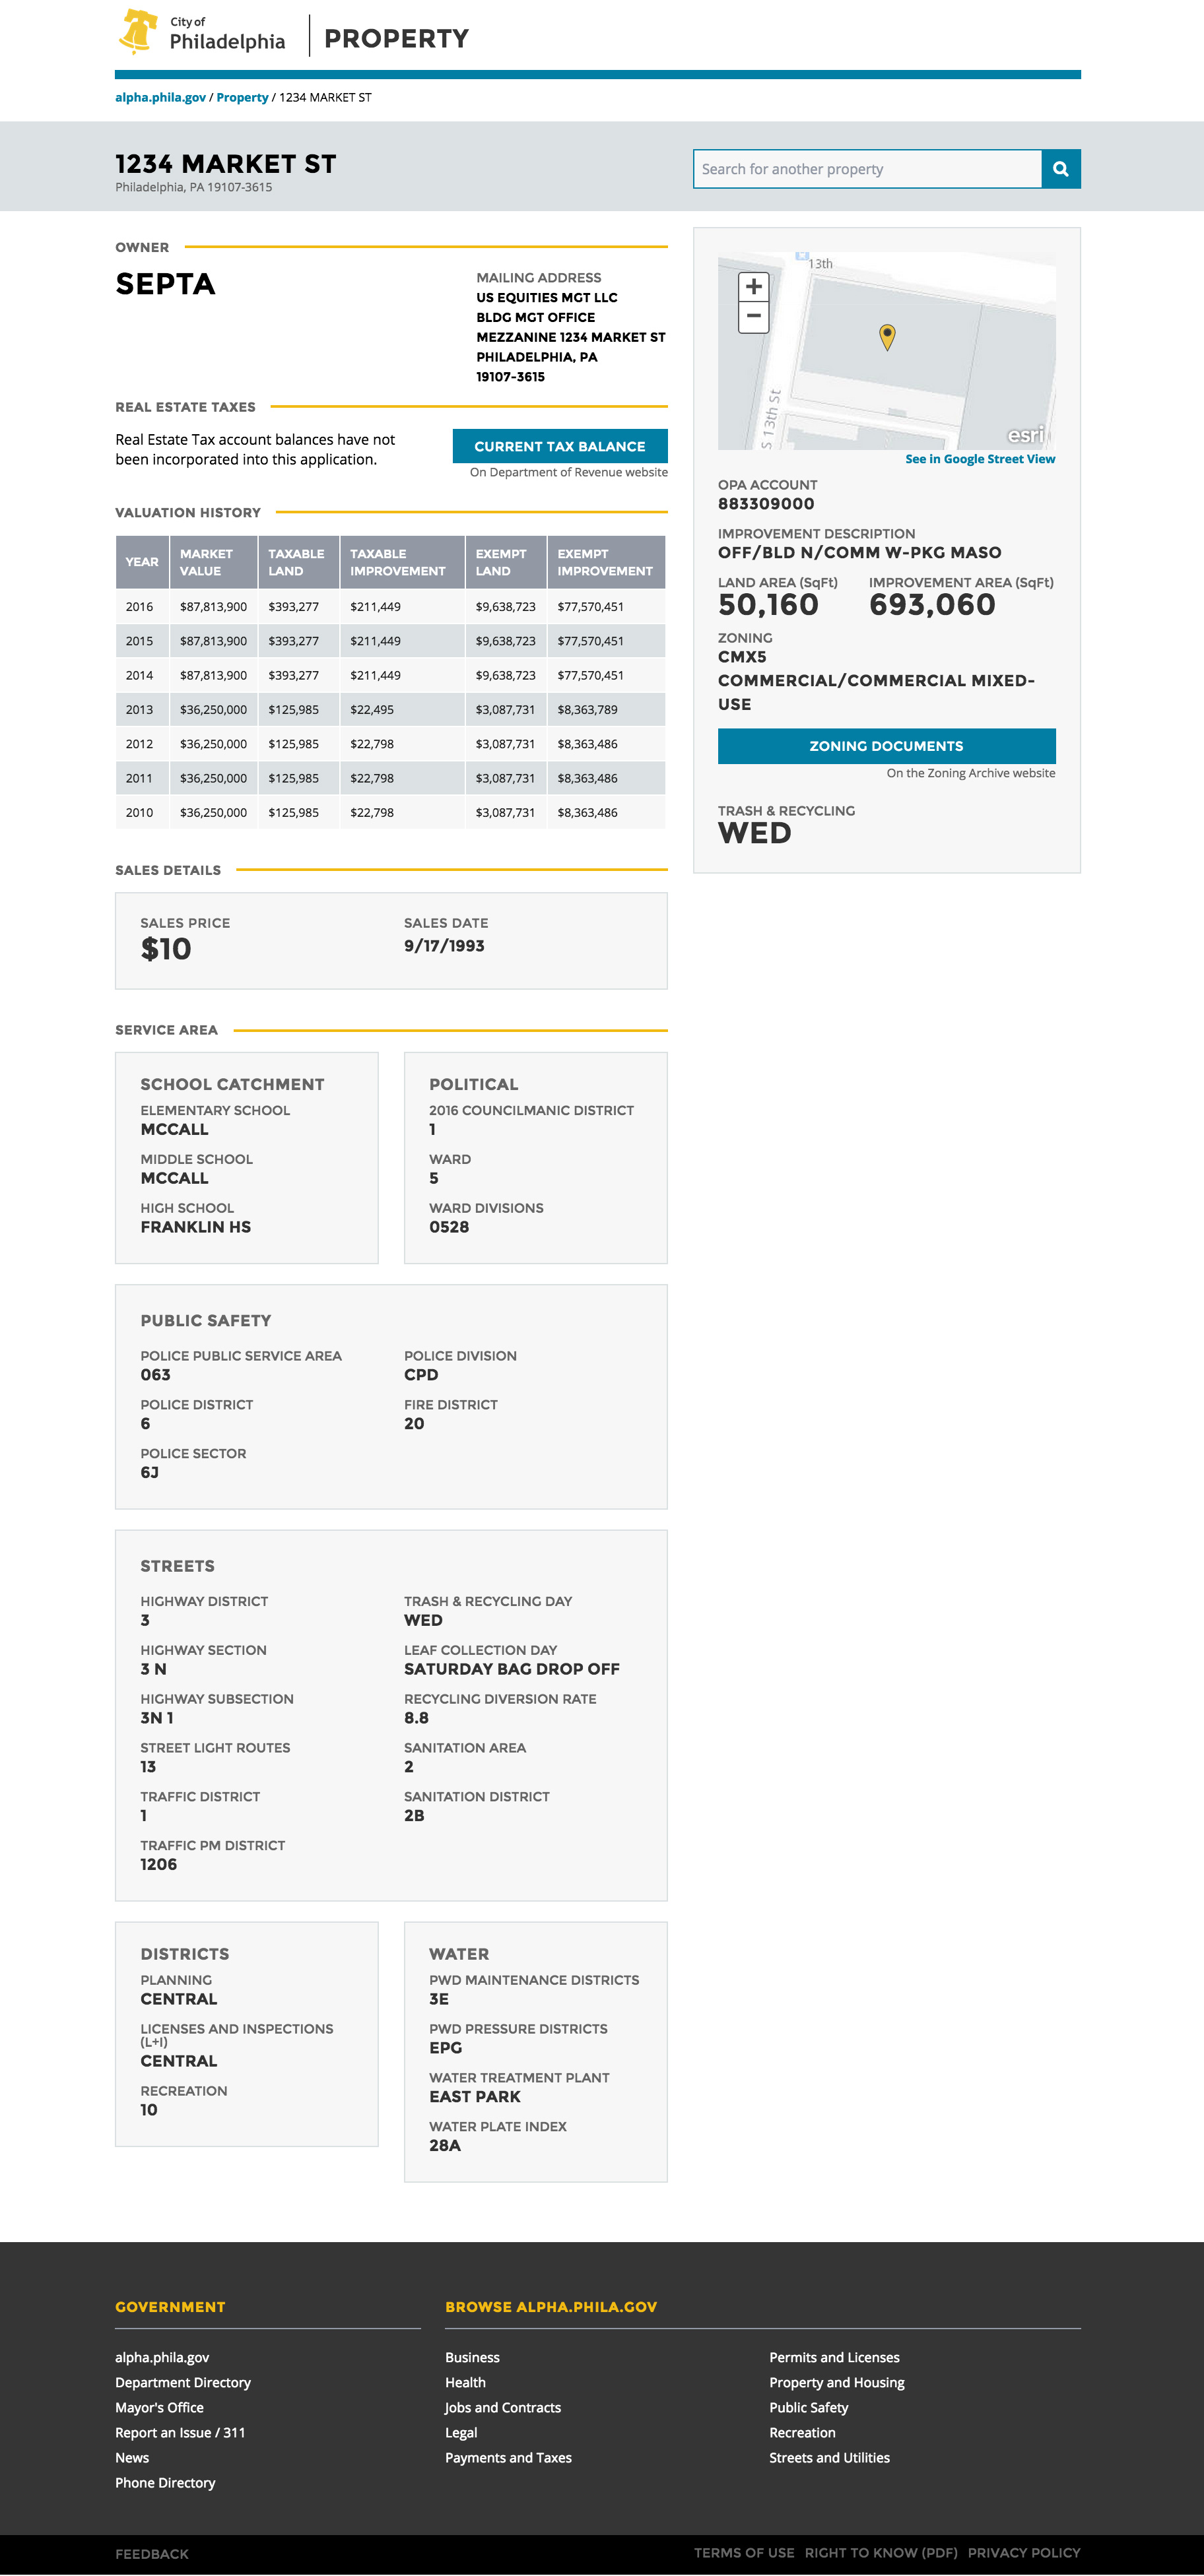 City of
Philadelphia
PROPERTY
alpha.phila.gov / Property / 1234 MARKET ST
1234 MARKET ST
Philadelphia, PA 19107-3615
Search for another property
OWNER
SEPTA
MAILING ADDRESS
US EQUITIES MGT LLC
BLDG MGT OFFICE
MEZZANINE 1234 MARKET ST
PHILADELPHIA, PA
19107-3615
REAL ESTATE TAXES
Real Estate Tax account balances have not
been incorporated into this application.
CURRENT TAX BALANCE
On Department of Revenue website
VALUATION HISTORY
YEAR MARKET VALUE TAXABLE LAND TAXABLE IMPROVEMENT EXEMPT LAND EXEMPT IMPROVEMENT
2016 $87,813,900 $393,277 $211,449 $9,638,723 $77,570,451
2015 $87,813,900 $393,277 $211,449 $9,638,723 $77,570,451
2014 $87,813,900 $393,277 $211,449 $9,638,723 $77,570,451
2013 $36,250,000 $125,985 $22,495 $3,087,731 $8,363,789
2012 $36,250,000 $125,985 $22,798 $3,087,731 $8,363,486
2011 $36,250,000 $125,985 $22,798 $3,087,731 $8,363,486
2010 $36,250,000 $125,985 $22,798 $3,087,731 $8,363,486
SALES DETAILS
SALES PRICE
$10
SALES DATE
9/17/1993
SERVICE AREA
SCHOOL CATCHMENT
ELEMENTARY SCHOOL
MCCALL
MIDDLE SCHOOL
MCCALL
HIGH SCHOOL
FRANKLIN HS
POLITICAL
2016 COUNCILMANIC DISTRICT
1
WARD
5
WARD DIVISIONS
0528
PUBLIC SAFETY
POLICE PUBLIC SERVICE AREA
063
POLICE DISTRICT
6
POLICE SECTOR
6J
POLICE DIVISION
CPD
FIRE DISTRICT
20
STREETS
HIGHWAY DISTRICT
3
HIGHWAY SECTION
3 N
HIGHWAY SUBSECTION
3N 1
STREET LIGHT ROUTES
13
TRAFFIC DISTRICT
1
TRAFFIC PM DISTRICT
1206
TRASH & RECYCLING DAY
WED
LEAF COLLECTION DAY
SATURDAY BAG DROP OFF
RECYCLING DIVERSION RATE
8.8
SANITATION AREA
2
SANITATION DISTRICT
2B
DISTRICTS
PLANNING
CENTRAL
LICENSES AND INSPECTIONS
(L+I)
CENTRAL
RECREATION
10
WATER
PWD MAINTENANCE DISTRICTS
3E
PWD PRESSURE DISTRICTS
EPG
WATER TREATMENT PLANT
EAST PARK
WATER PLATE INDEX
28A
13th
+
−
S 13th St
esri
See in Google Street View
OPA ACCOUNT
883309000
IMPROVEMENT DESCRIPTION
OFF/BLD N/COMM W-PKG MASO
LAND AREA (SqFt)
50,160
IMPROVEMENT AREA (SqFt)
693,060
ZONING
CMX5
COMMERCIAL/COMMERCIAL MIXED-
USE
ZONING DOCUMENTS
On the Zoning Archive website
TRASH & RECYCLING
WED
GOVERNMENT
alpha.phila.gov
Department Directory
Mayor's Office
Report an Issue / 311
News
Phone Directory
BROWSE ALPHA.PHILA.GOV
Business
Health
Jobs and Contracts
Legal
Payments and Taxes
Permits and Licenses
Property and Housing
Public Safety
Recreation
Streets and Utilities
FEEDBACK
TERMS OF USE RIGHT TO KNOW (PDF) PRIVACY POLICY